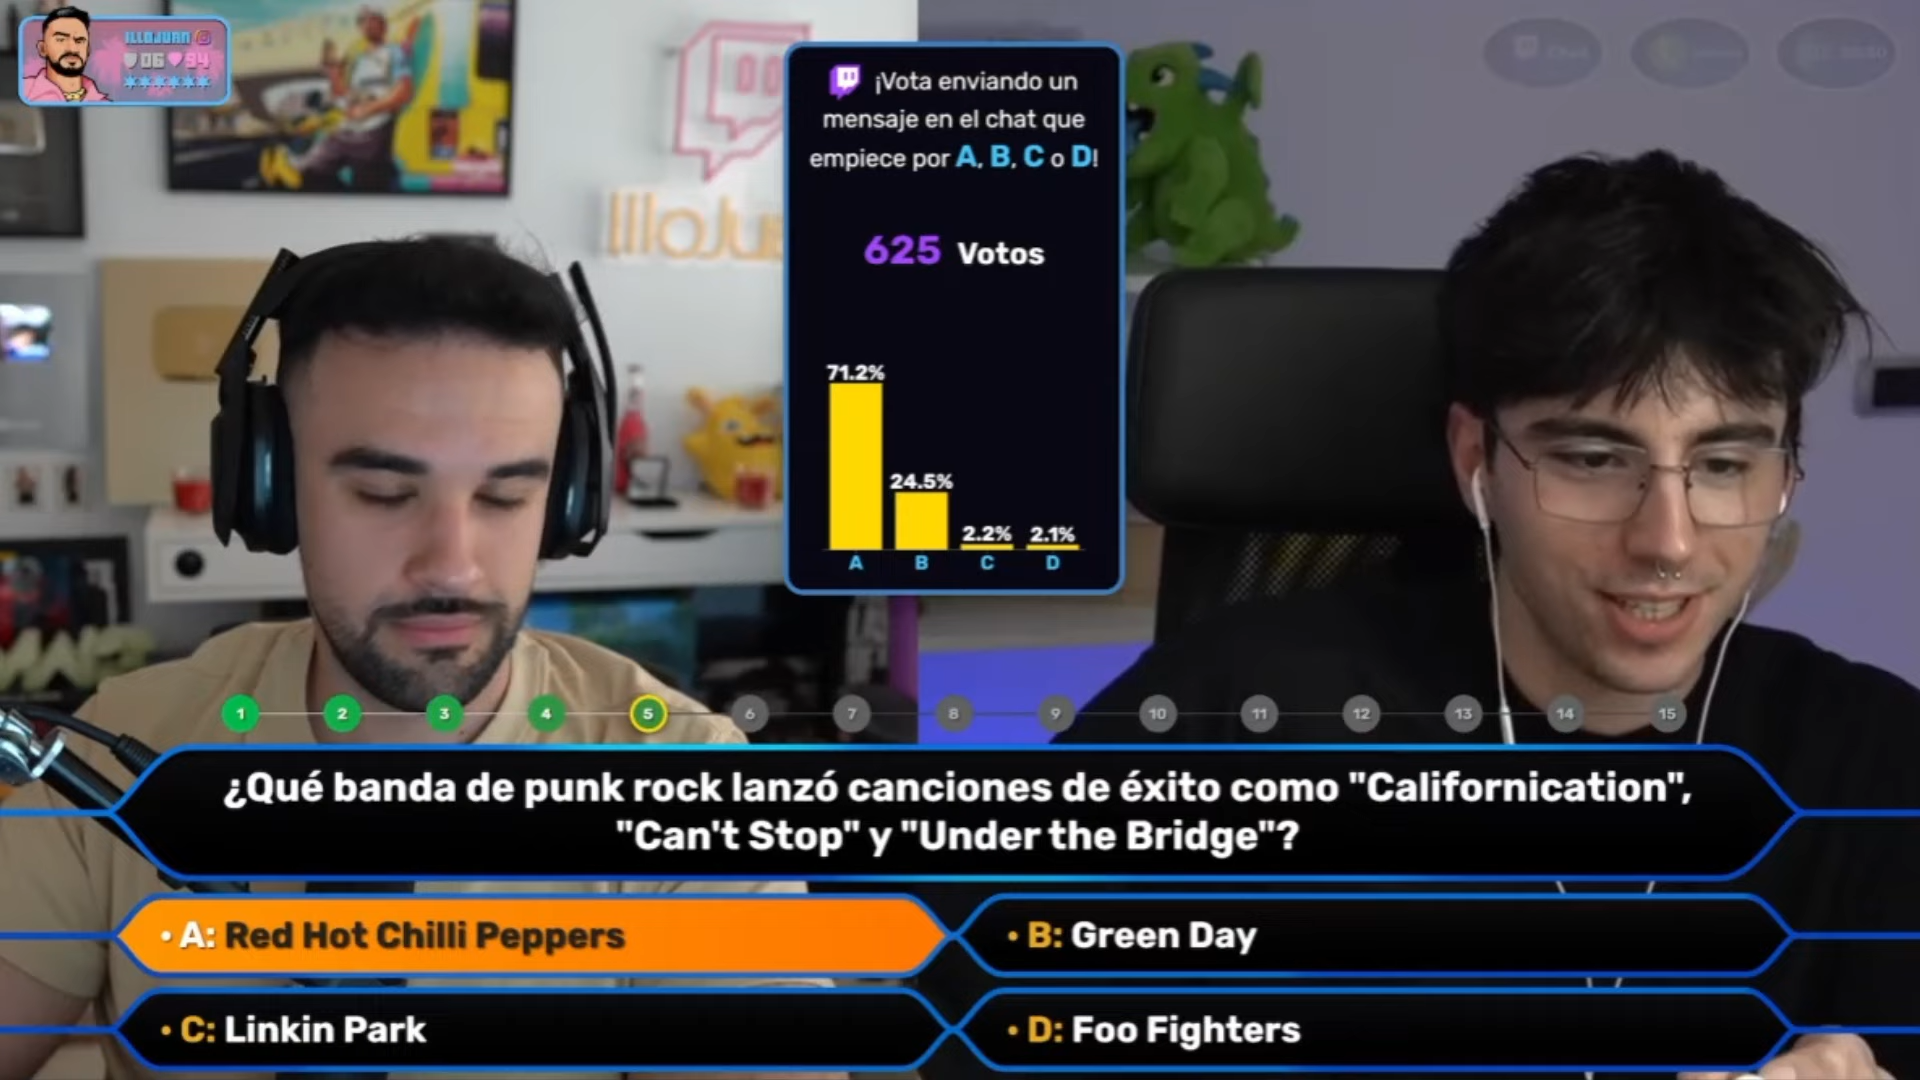 ILLOJUAN
06 94
¡Vota enviando un
mensaje en el chat que
empiece por A, B, C o D!
625 Votos
71.2%
24.5%
2.2%
2.1%
A
B
C
D
1
2
3
4
5
6
7
8
9
10
11
12
13
14
15
¿Qué banda de punk rock lanzó canciones de éxito como "Californication",
"Can't Stop" y "Under the Bridge"?
• A: Red Hot Chilli Peppers
• B: Green Day
• C: Linkin Park
• D: Foo Fighters